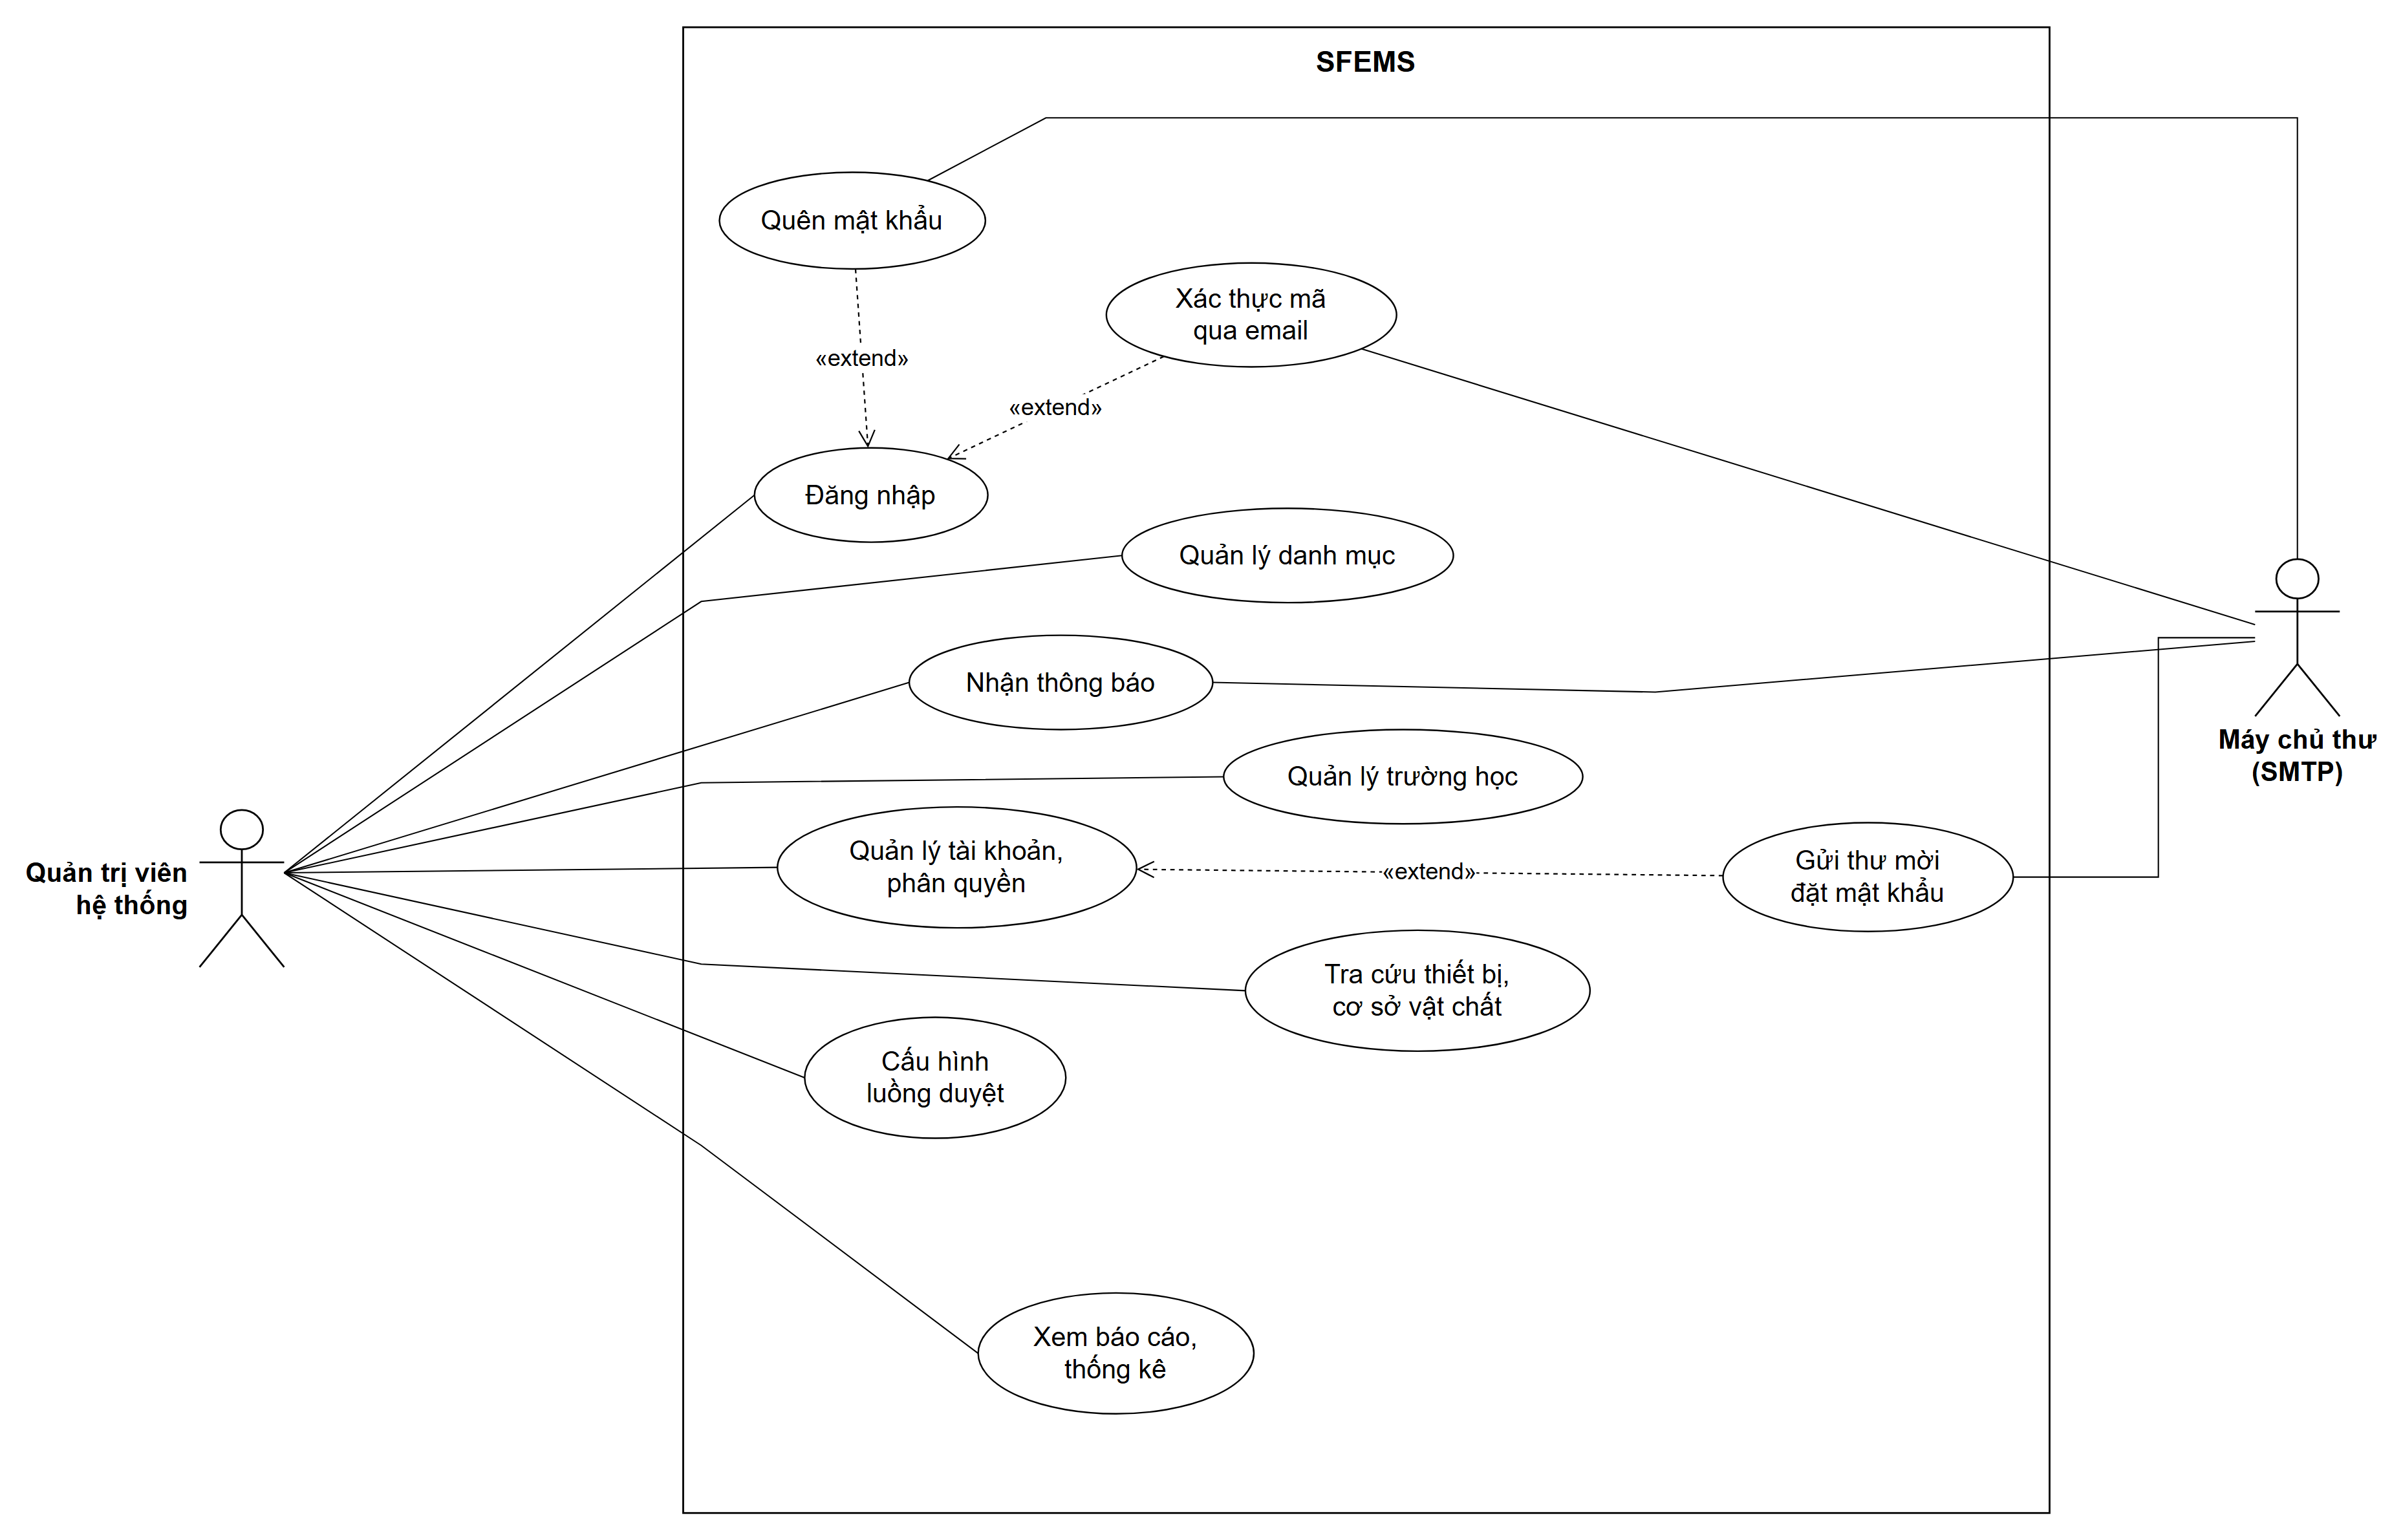 SFEMS
Quên mật khẩu
Xác thực mã
qua email
«extend»
«extend»
Đăng nhập
Quản lý danh mục
Nhận thông báo
Máy chủ thư
(SMTP)
Quản lý trường học
Quản trị viên
hệ thống
Quản lý tài khoản,
phân quyền
«extend»
Gửi thư mời
đặt mật khẩu
Tra cứu thiết bị,
cơ sở vật chất
Cấu hình
luồng duyệt
Xem báo cáo,
thống kê